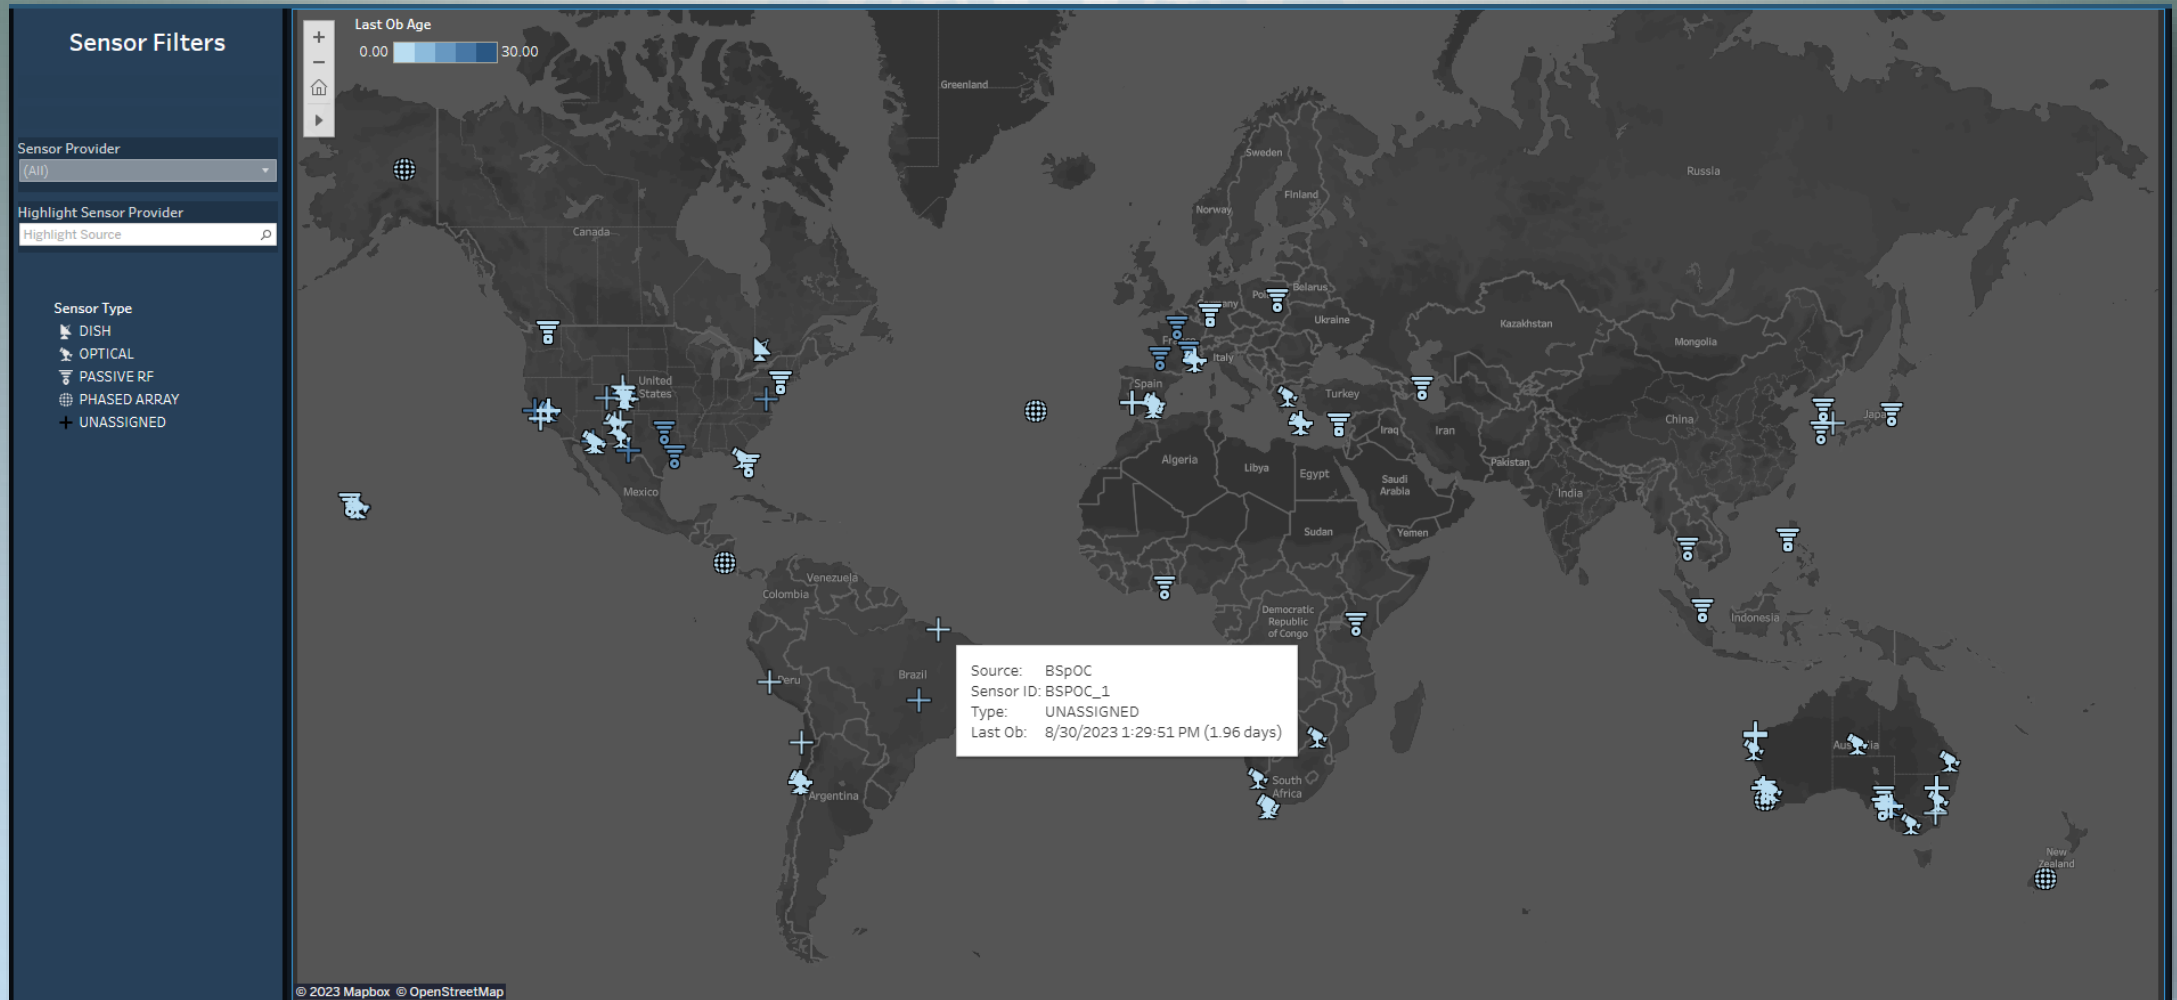 Sensor Filters
Sensor Provider
(All)
Highlight Sensor Provider
Highlight Source
Sensor Type
DISH
OPTICAL
PASSIVE RF
PHASED ARRAY
UNASSIGNED
Last Ob Age
0.00
30.00
Greenland
Sweden
Finland
Norway
Russia
Canada
Belarus
Ukraine
Kazakhstan
Mongolia
Italy
United
States
Spain
Turkey
China
Iraq
Iran
Algeria
Libya
Egypt
Pakistan
Saudi
Arabia
India
Mexico
Sudan
Yemen
Venezuela
Colombia
Democratic
Republic
of Congo
Indonesia
Brazil
Source: BSpOC
Sensor ID: BSPOC_1
Type: UNASSIGNED
Last Ob: 8/30/2023 1:29:51 PM (1.96 days)
South
Africa
Argentina
New
Zealand
© 2023 Mapbox © OpenStreetMap